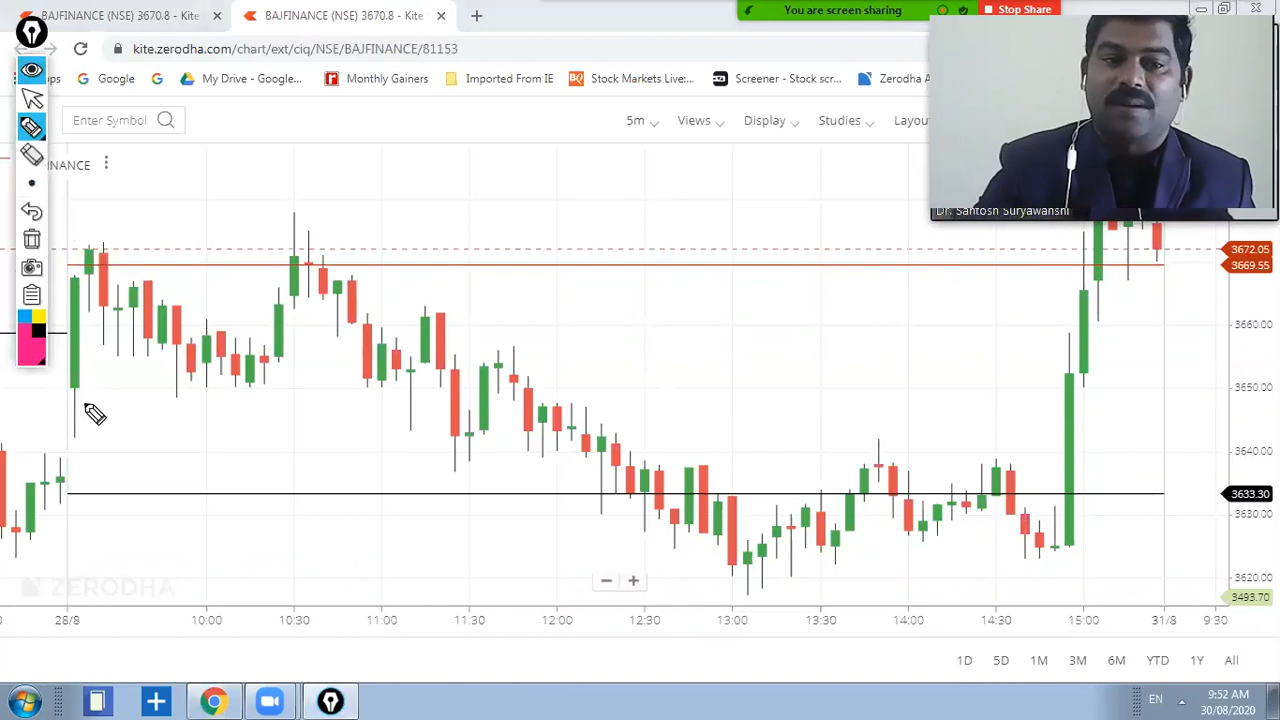 BAJFINANCE (NSE) 3670.8 - Kite
BAJFINANCE (NSE) 3670.8 - Kite
You are screen sharing
Stop Share
kite.zerodha.com/chart/ext/ciq/NSE/BAJFINANCE/81153
Google
My Drive - Google...
Monthly Gainers
Imported From IE
BQ
Stock Markets Live:...
Screener - Stock scr...
Zerodha A
Enter Symbol
5m
Views
Display
Studies
Layou
Dr. Santosh Suryawanshi
NANCE
3672.05
3669.55
3660.00
3650.00
3640.00
3633.30
3630.00
3620.00
3493.70
ZERODHA
28/8
10:00
10:30
11:00
11:30
12:00
12:30
13:00
13:30
14:00
14:30
15:00
31/8
9:30
1D
5D
1M
3M
6M
YTD
1Y
All
EN
9:52 AM
30/08/2020